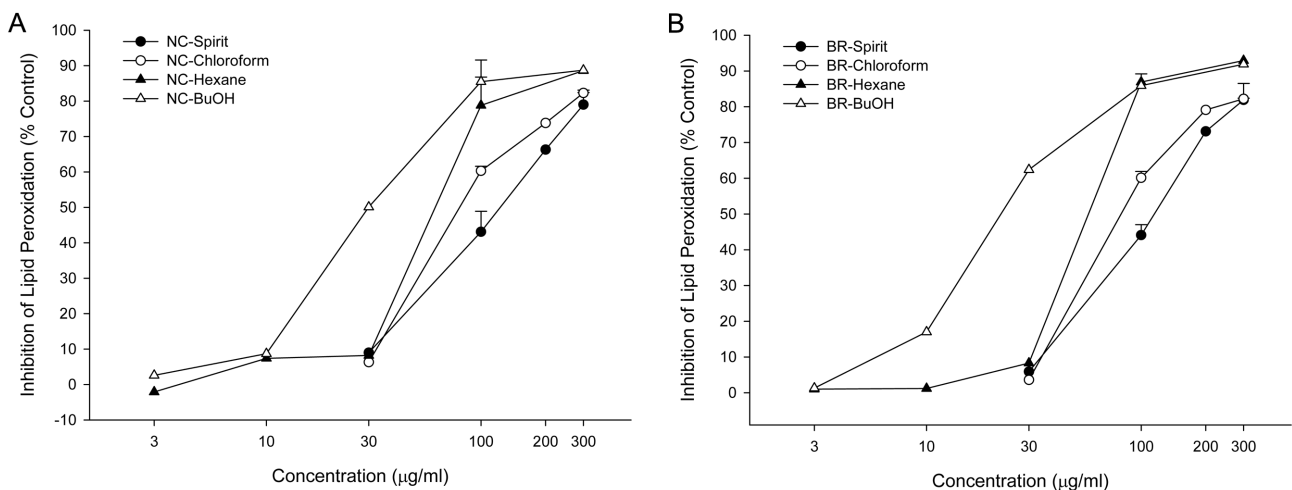 A
Inhibition of Lipid Peroxidation (% Control)
100
90
80
70
60
50
40
30
20
10
0
-10
NC-Spirit
NC-Chloroform
NC-Hexane
NC-BuOH
3 10 30 100 200 300
Concentration (μg/ml)
B
Inhibition of Lipid Peroxidation (% Control)
100
90
80
70
60
50
40
30
20
10
0
BR-Spirit
BR-Chloroform
BR-Hexane
BR-BuOH
3 10 30 100 200 300
Concentration (μg/ml)